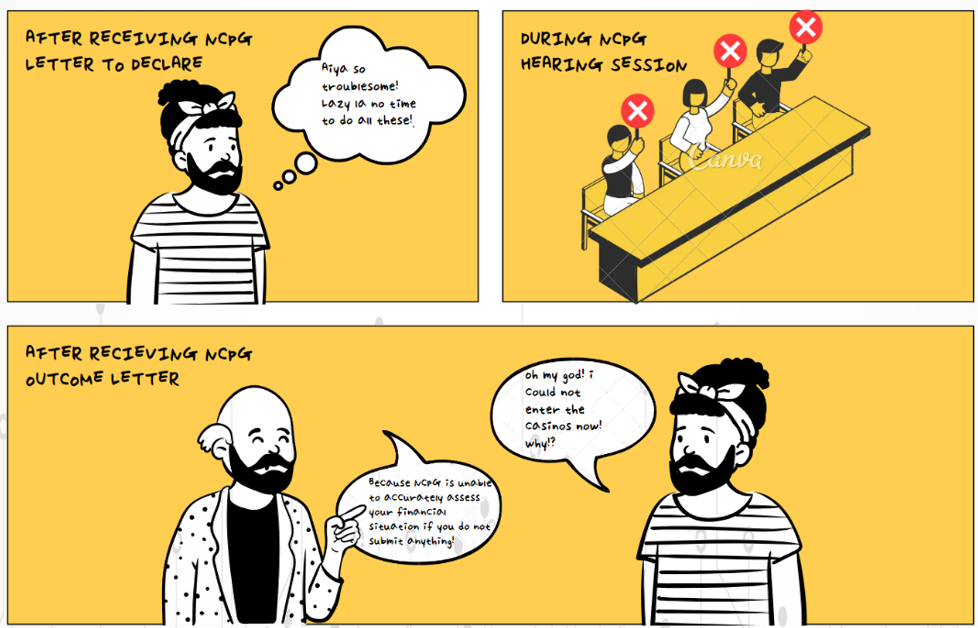 AFTER RECEIVING NCPG
LETTER TO DECLARE
Aiya so
troublesome!
Lazy la no time
to do all these!
DURING NCPG
HEARING SESSION
Canva
AFTER RECIEVING NCPG
OUTCOME LETTER
oh my god! i
Could not
enter the
Casinos now!
why!?
Because NCPG is unable
to accurately assess
your financial
situation if you do not
submit anything!